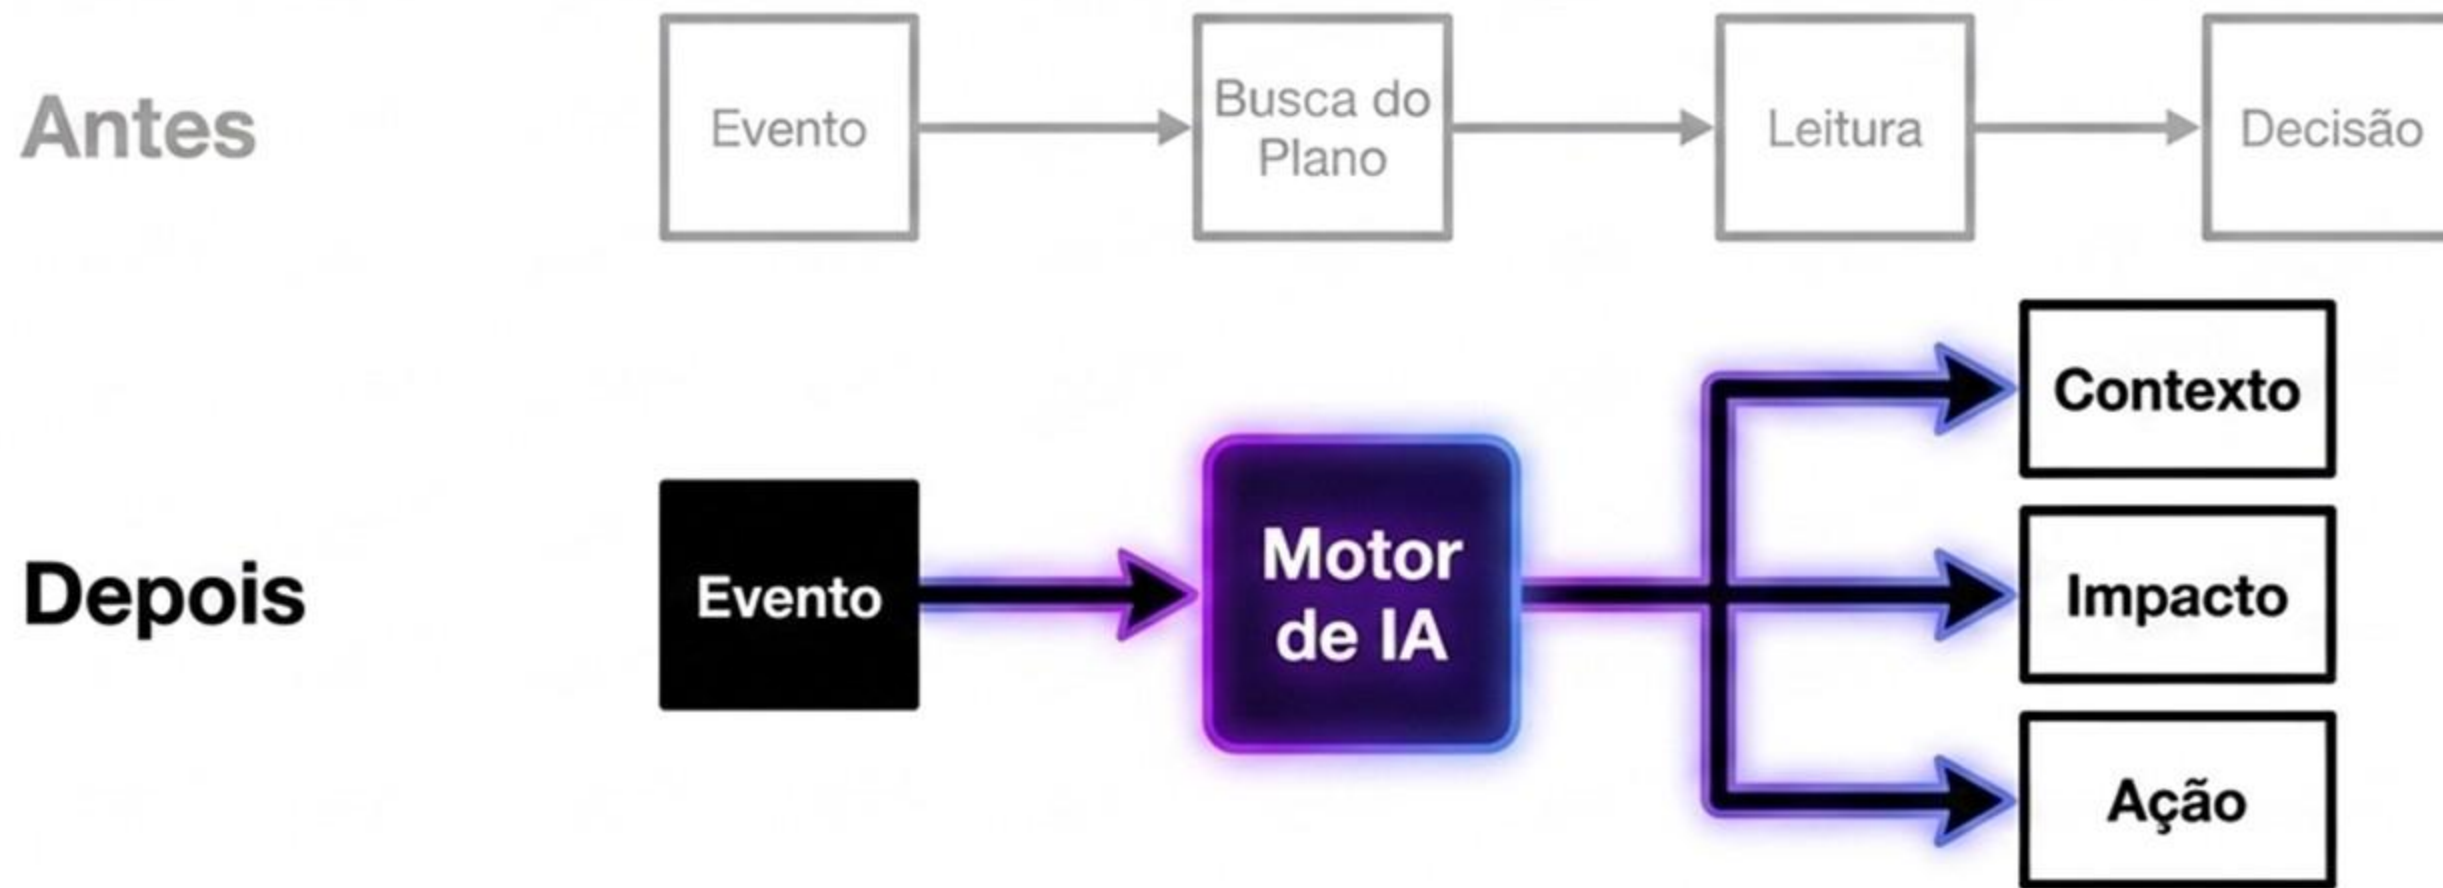 Antes
Evento
Busca do
Plano
Leitura
Decisão
Depois
Evento
Motor
de IA
Contexto
Impacto
Ação